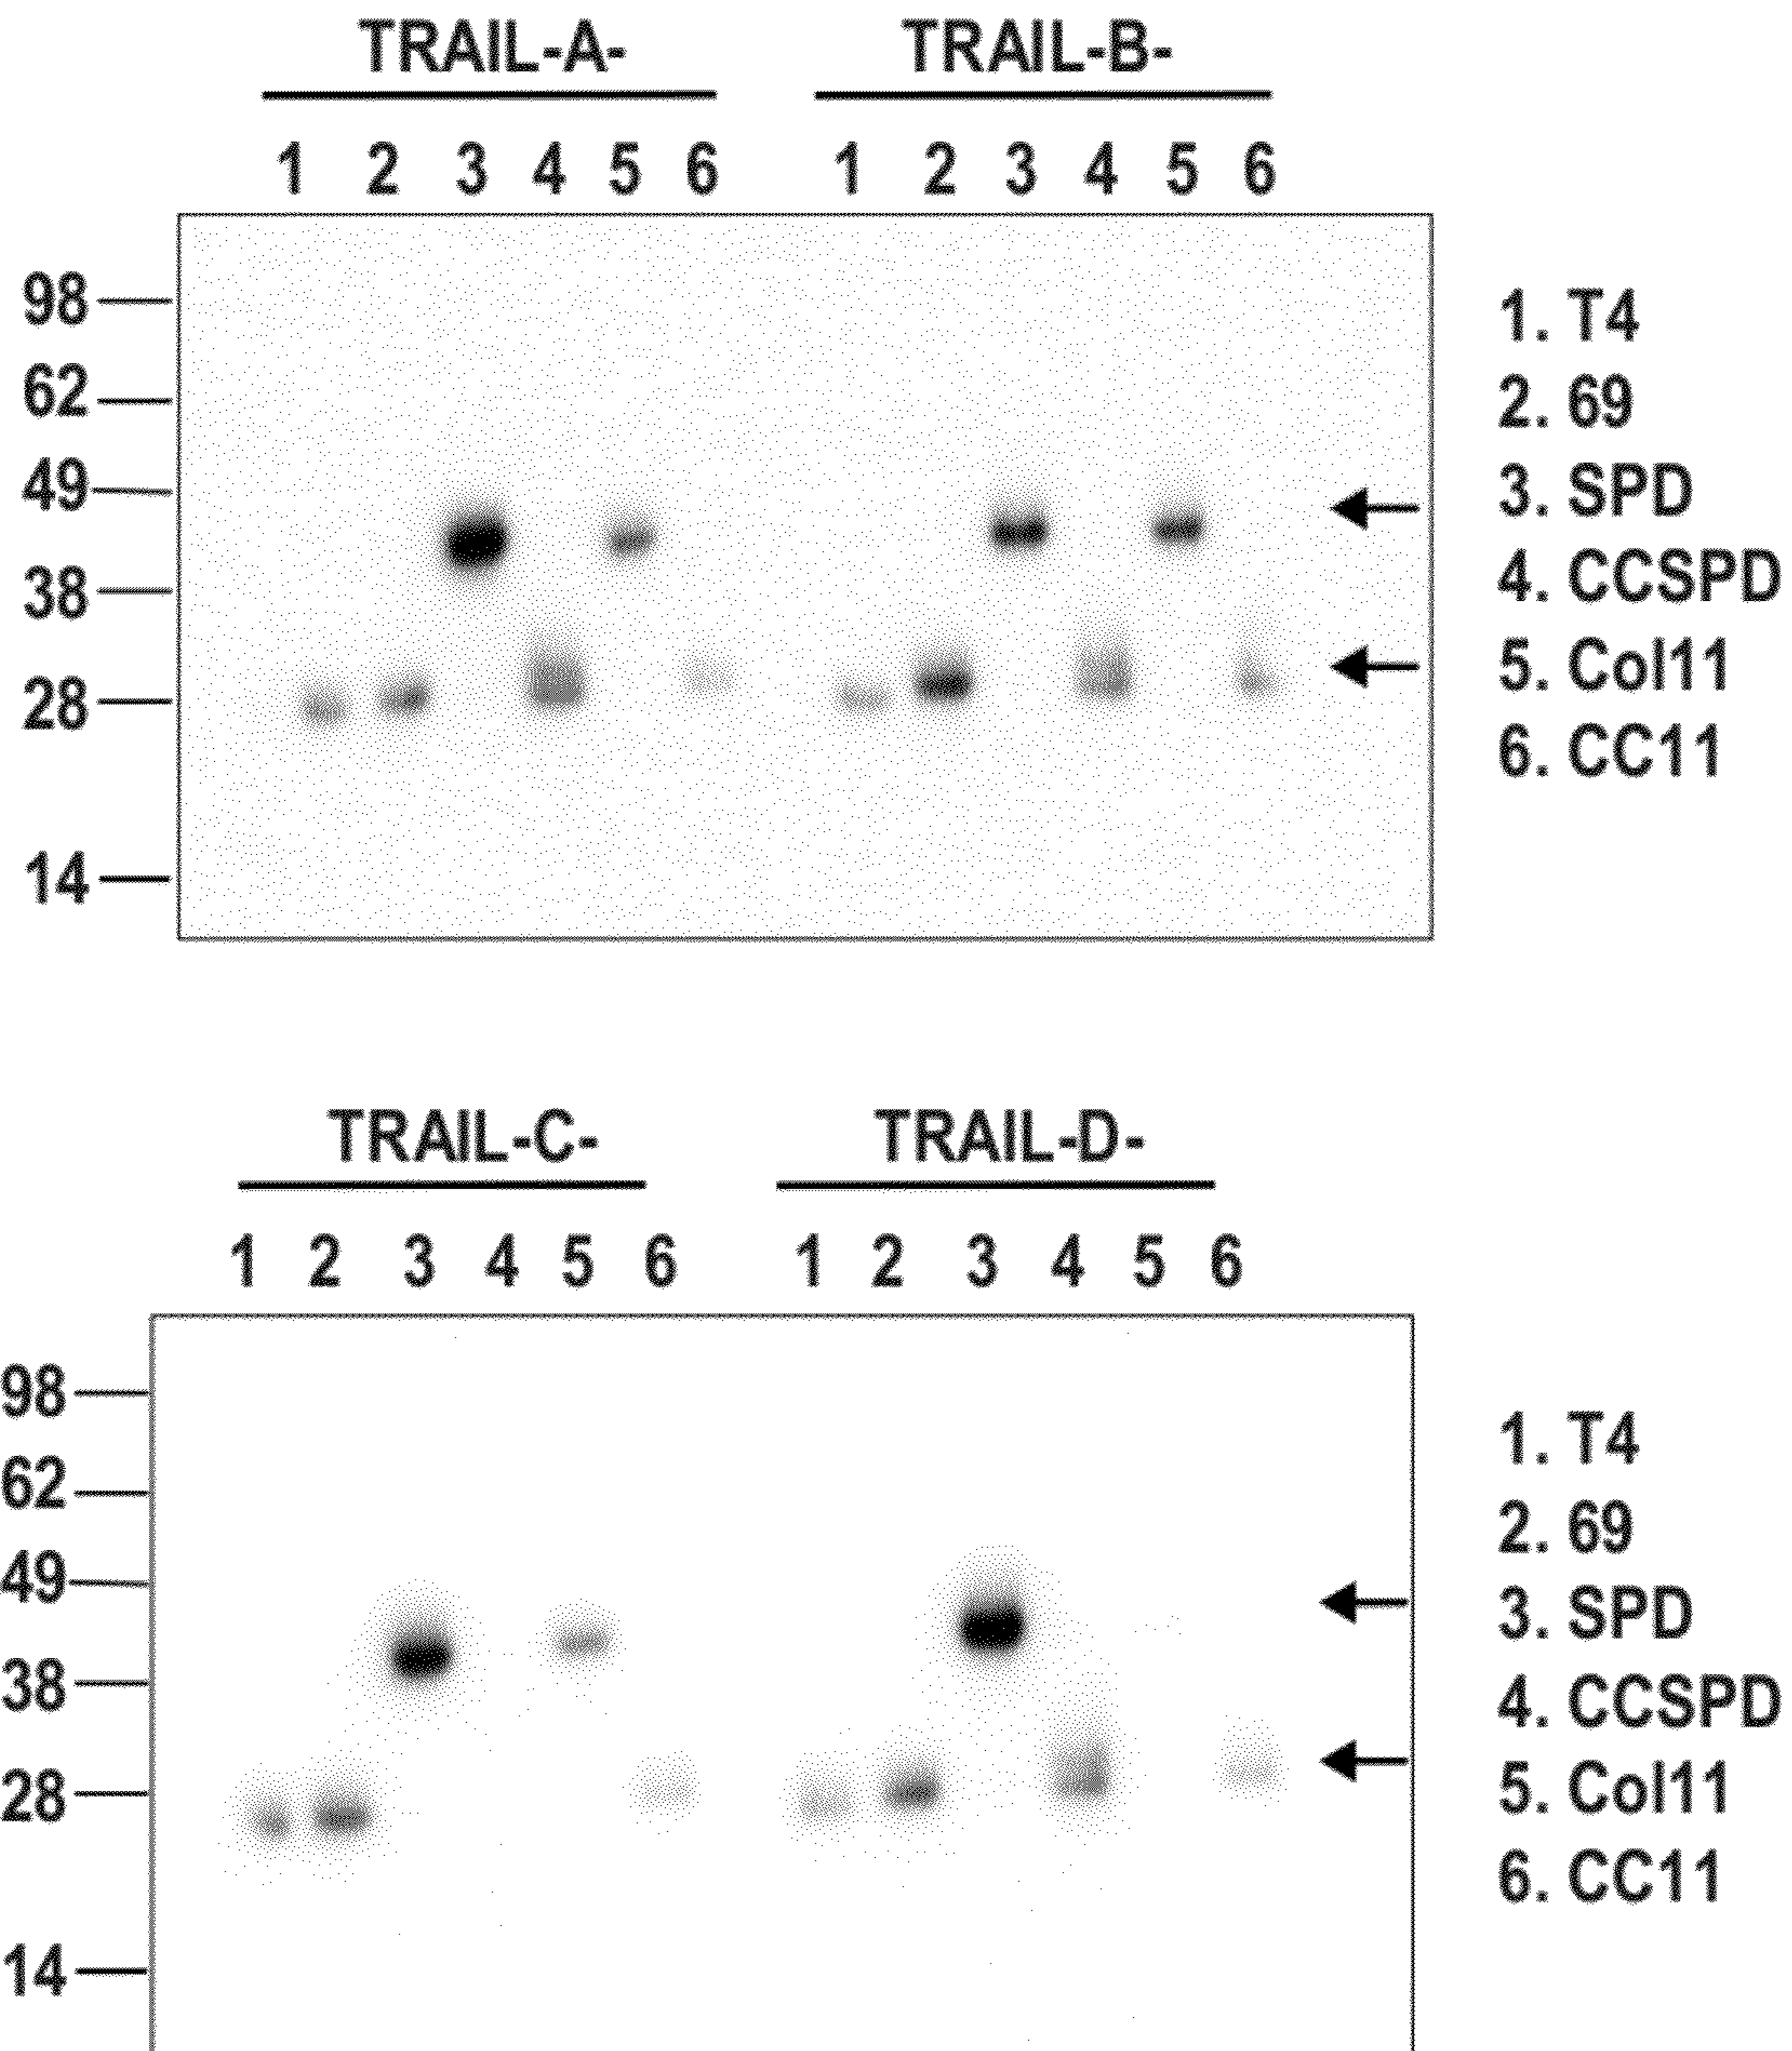 TRAIL-A- TRAIL-B-
1 2 3 4 5 6 1 2 3 4 5 6
98
62
49
38
28
14
1. T4
2. 69
3. SPD
4. CCSPD
5. Col11
6. CC11
TRAIL-C- TRAIL-D-
1 2 3 4 5 6 1 2 3 4 5 6
98
62
49
38
28
14
1. T4
2. 69
3. SPD
4. CCSPD
5. Col11
6. CC11